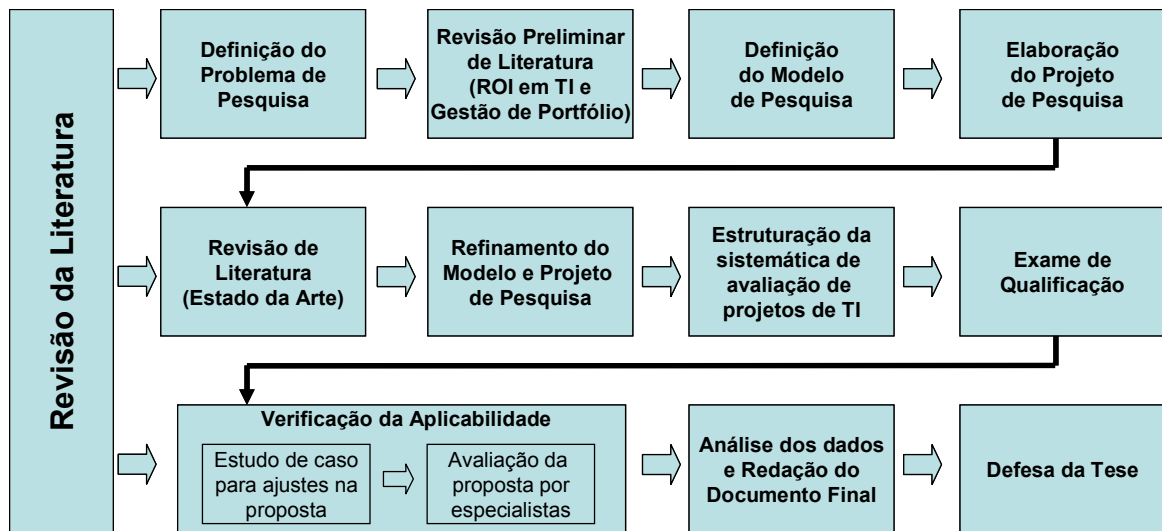 Revisão da Literatura
Definição do
Problema de
Pesquisa
Revisão Preliminar
de Literatura
(ROI em TI e
Gestão de Portfólio)
Definição
do Modelo
de Pesquisa
Elaboração
do Projeto
de Pesquisa
Revisão de
Literatura
(Estado da Arte)
Refinamento do
Modelo e Projeto
de Pesquisa
Estruturação da
sistemática de
avaliação de
projetos de TI
Exame de
Qualificação
Verificação da Aplicabilidade
Estudo de caso
para ajustes na
proposta
Avaliação da
proposta por
especialistas
Análise dos dados
e Redação do
Documento Final
Defesa da Tese